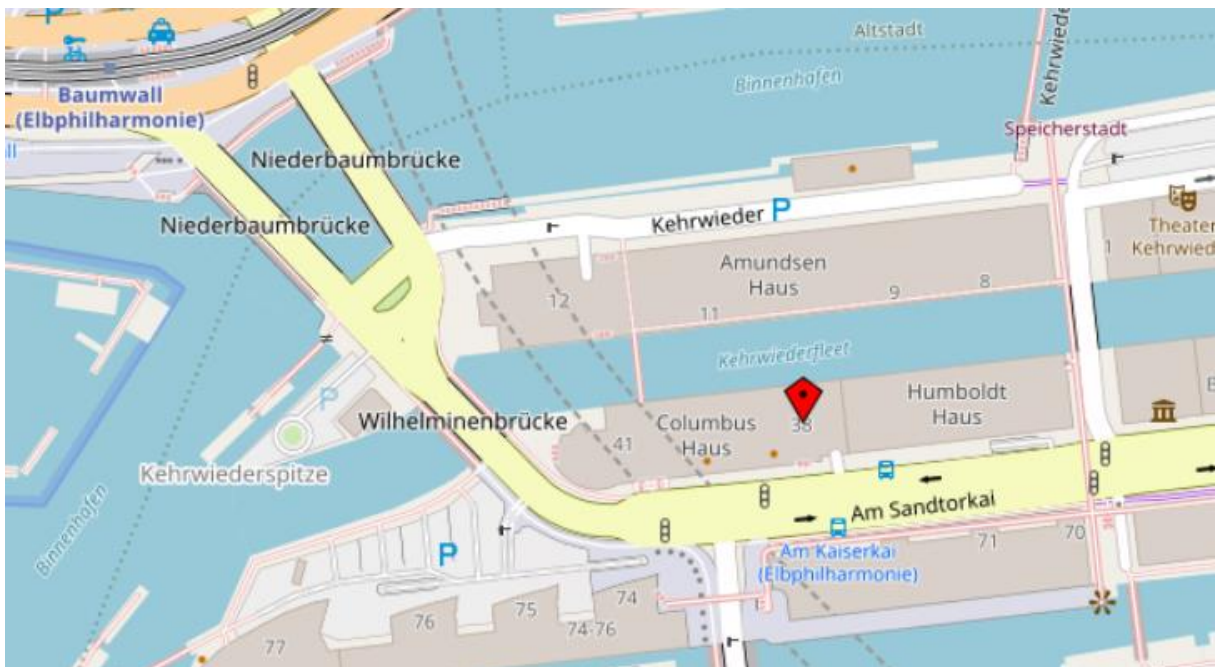 P
Baumwall
(Elbphilharmonie)
Altstadt
Binnenhafen
Kehrwieder
Speicherstadt
Niederbaumbrücke
Niederbaumbrücke
Kehrwieder P
Theater
Kehrwied
1
Amundsen
Haus
12
11
9
8
Kehrwiederfleet
P
Wilhelminenbrücke
41
Columbus
Haus
38
Humboldt
Haus
B
Kehrwiederspitze
Binnenhafen
P
Am Sandtorkai
Am Kaiserkai
(Elbphilharmonie)
71
70
77
76
75
74
74-76